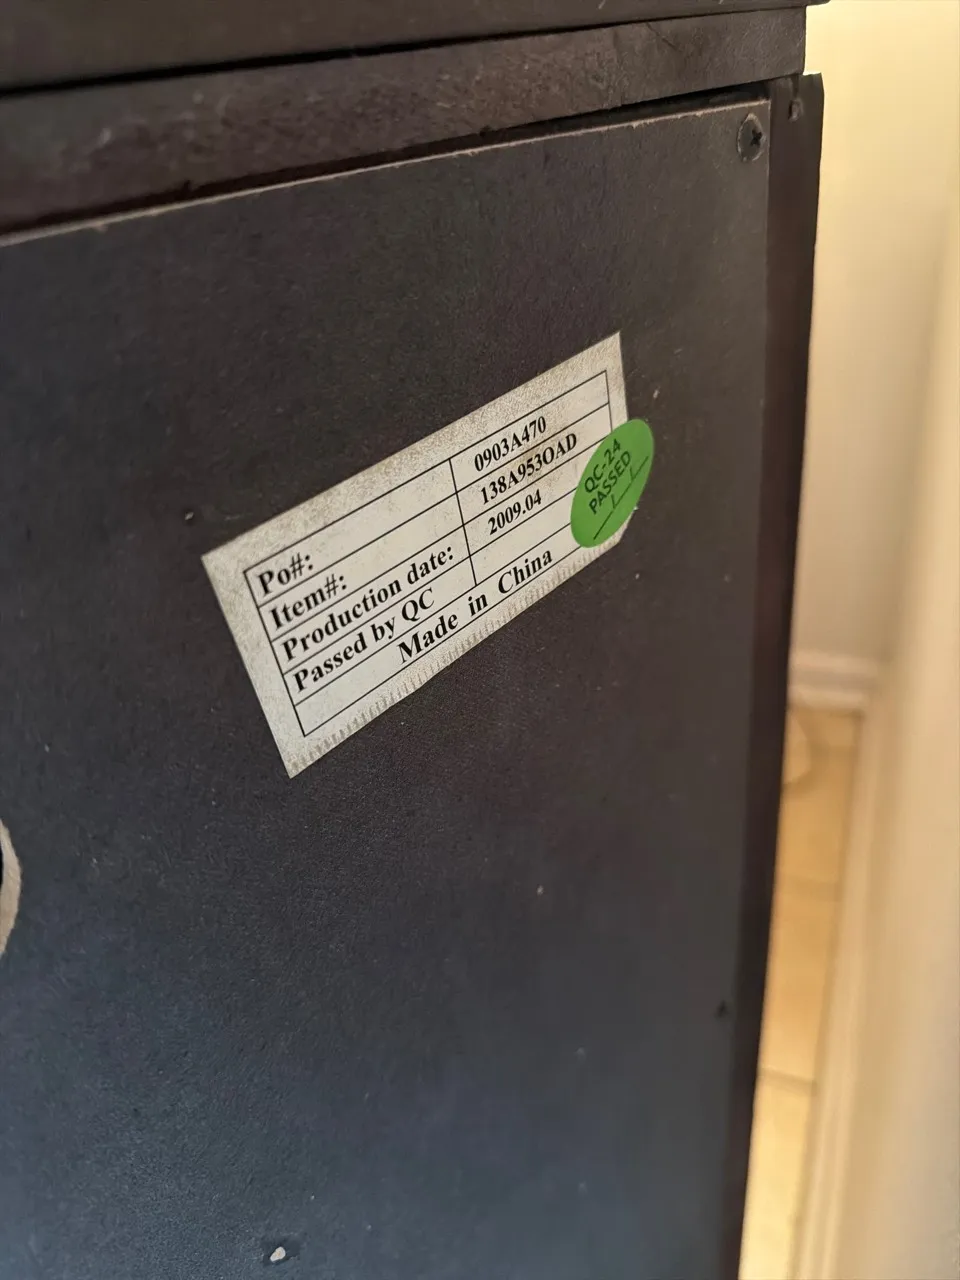 Po#: 0903A470
Item#: 138A953OAD
Production date: 2009.04
Passed by QC
Made in China
QC-24
PASSED